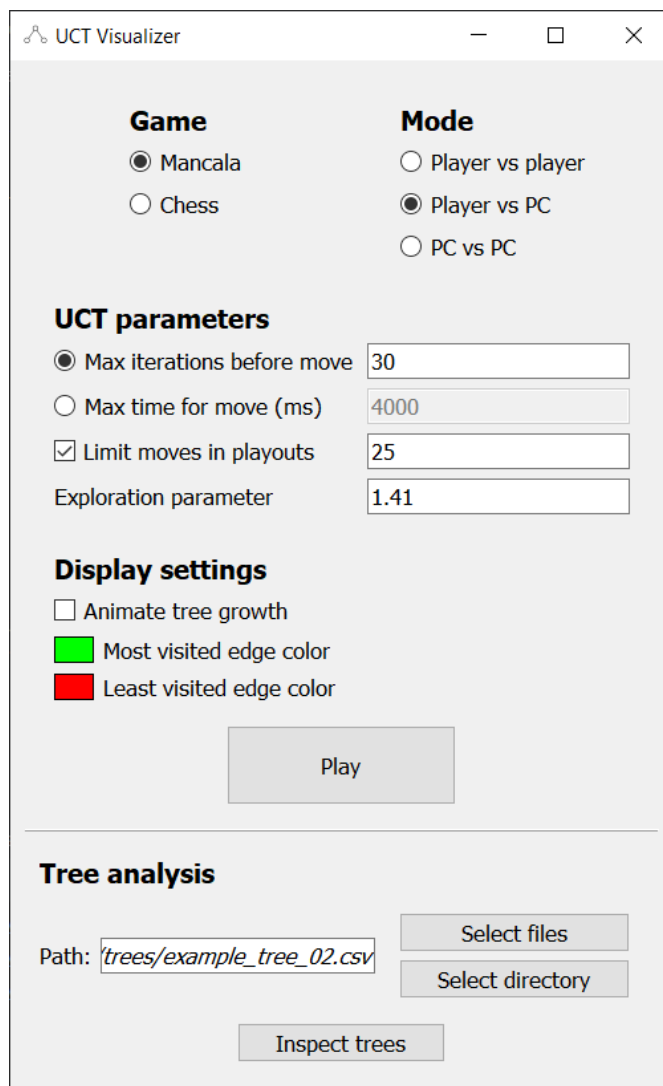 UCT Visualizer
Game
Mancala
Chess
Mode
Player vs player
Player vs PC
PC vs PC
UCT parameters
Max iterations before move 30
Max time for move (ms) 4000
Limit moves in playouts 25
Exploration parameter 1.41
Display settings
Animate tree growth
Most visited edge color
Least visited edge color
Play
Tree analysis
Path: /trees/example_tree_02.csv
Select files
Select directory
Inspect trees